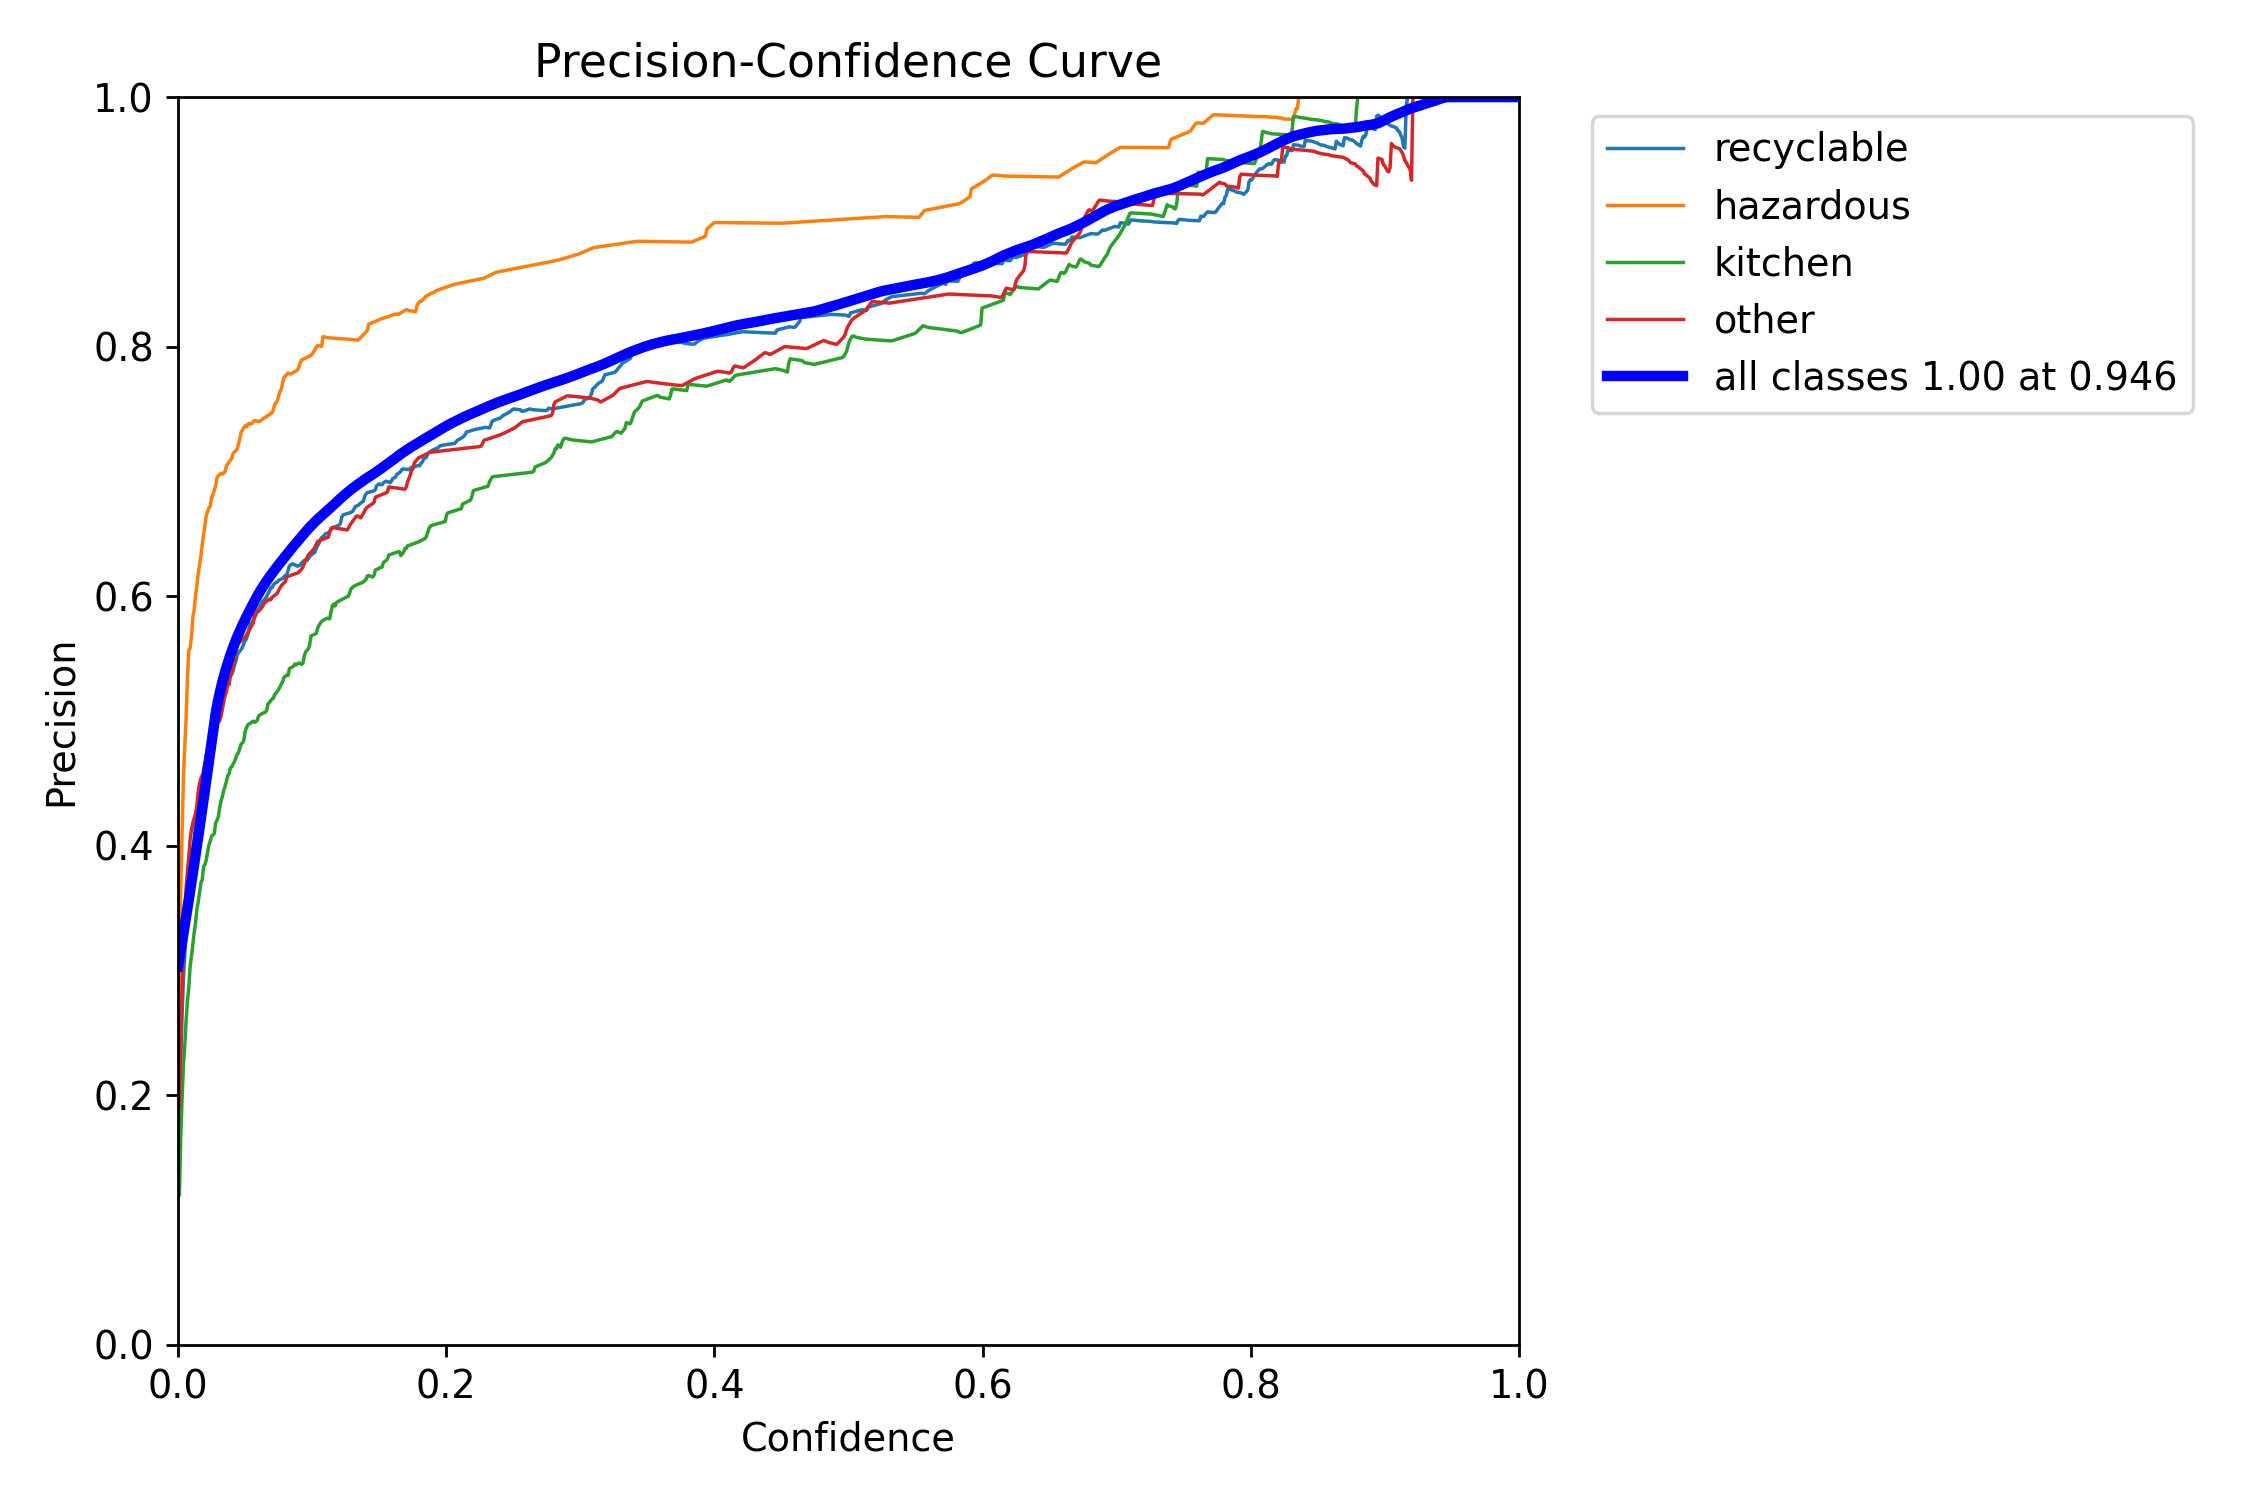 Precision-Confidence Curve
1.0
0.8
0.6
0.4
0.2
0.0
Precision
0.0 0.2 0.4 0.6 0.8 1.0
Confidence
recyclable
hazardous
kitchen
other
all classes 1.00 at 0.946